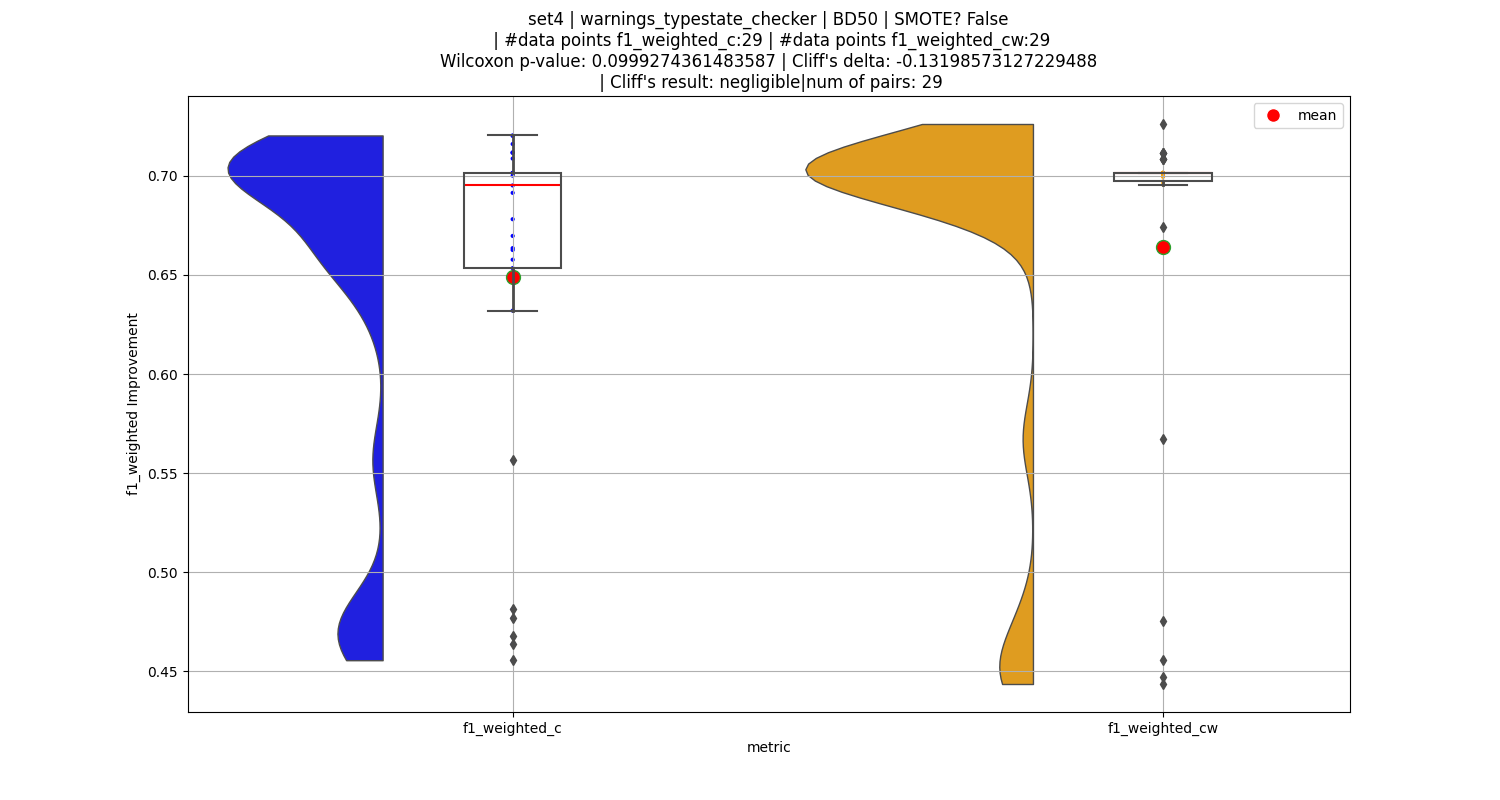 set4 | warnings_typestate_checker | BD50 | SMOTE? False
| #data points f1_weighted_c:29 | #data points f1_weighted_cw:29
Wilcoxon p-value: 0.0999274361483587 | Cliff's delta: -0.13198573127229488
| Cliff's result: negligible|num of pairs: 29
mean
0.70
0.65
0.60
0.55
0.50
0.45
f1_weighted Improvement
f1_weighted_c
f1_weighted_cw
metric